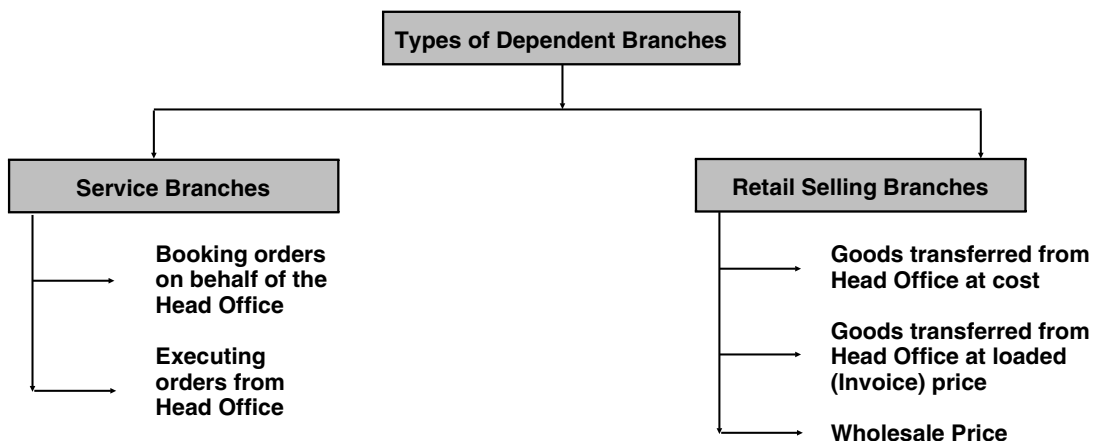 Types of Dependent Branches
Service Branches
Booking orders
on behalf of the
Head Office
Executing
orders from
Head Office
Retail Selling Branches
Goods transferred from
Head Office at cost
Goods transferred from
Head Office at loaded
(Invoice) price
Wholesale Price